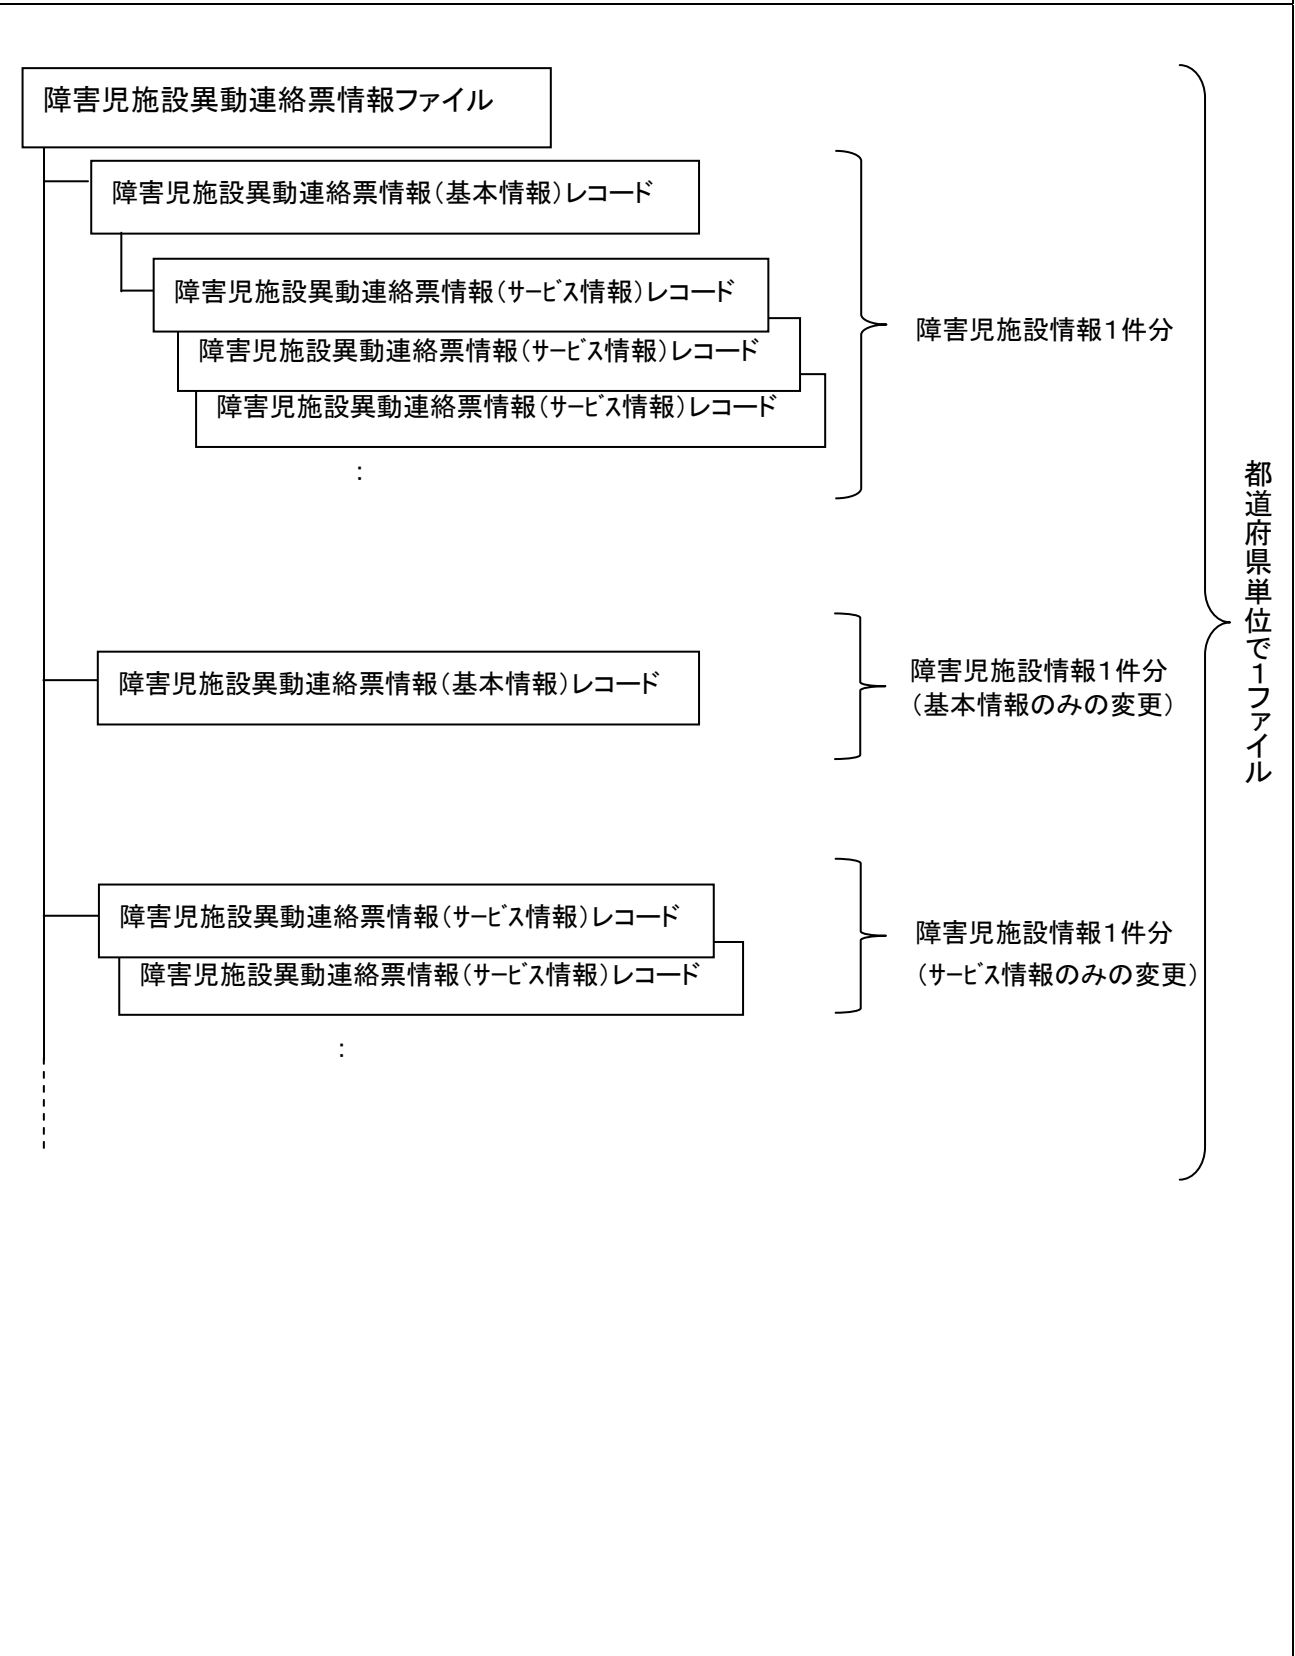 障害児施設異動連絡票情報ファイル
障害児施設異動連絡票情報（基本情報）レコード
障害児施設異動連絡票情報（ｻｰﾋﾞｽ情報）レコード
障害児施設異動連絡票情報（ｻｰﾋﾞｽ情報）レコード
障害児施設異動連絡票情報（ｻｰﾋﾞｽ情報）レコード
：
障害児施設情報１件分
障害児施設異動連絡票情報（基本情報）レコード
障害児施設情報１件分
（基本情報のみの変更）
障害児施設異動連絡票情報（ｻｰﾋﾞｽ情報）レコード
障害児施設異動連絡票情報（ｻｰﾋﾞｽ情報）レコード
：
障害児施設情報１件分
（ｻｰﾋﾞｽ情報のみの変更）
都道府県単位で１ファイル